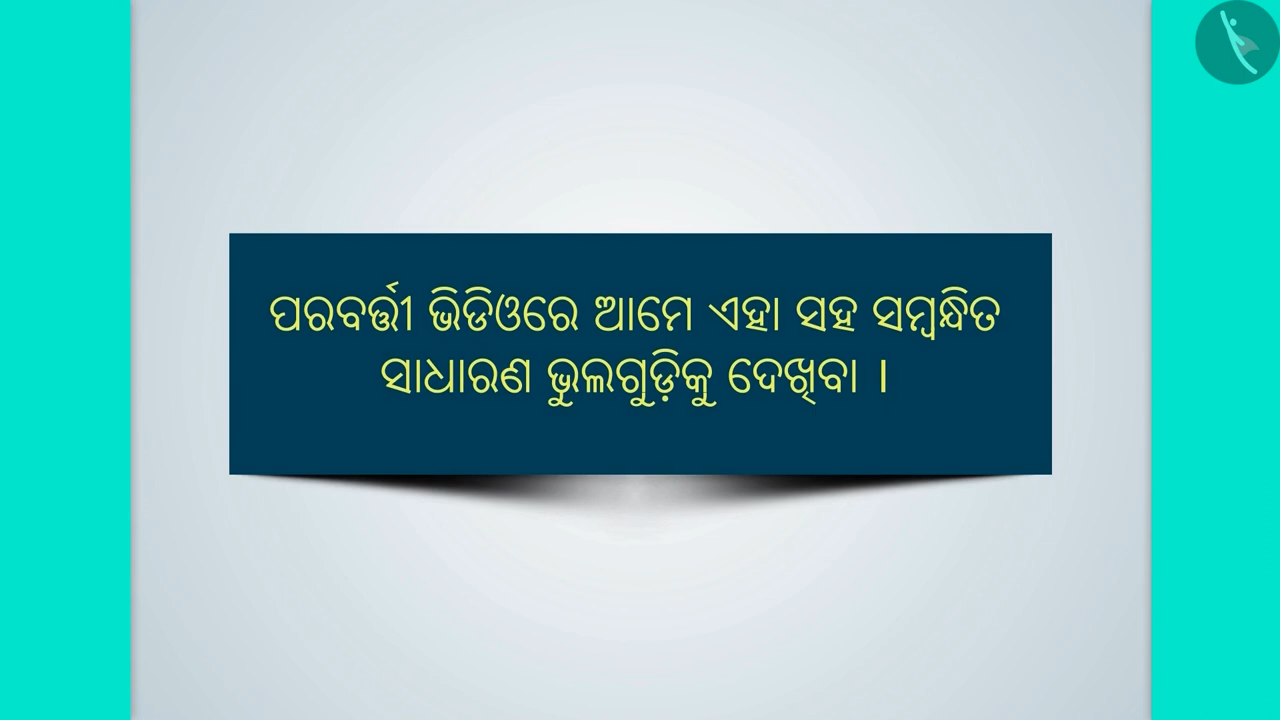 ପରବର୍ତ୍ତୀ ଭିଡିଓରେ ଆମେ ଏହା ସହ ସମ୍ବନ୍ଧିତ
ସାଧାରଣ ଭୁଲଗୁଡ଼ିକୁ ଦେଖିବା ।